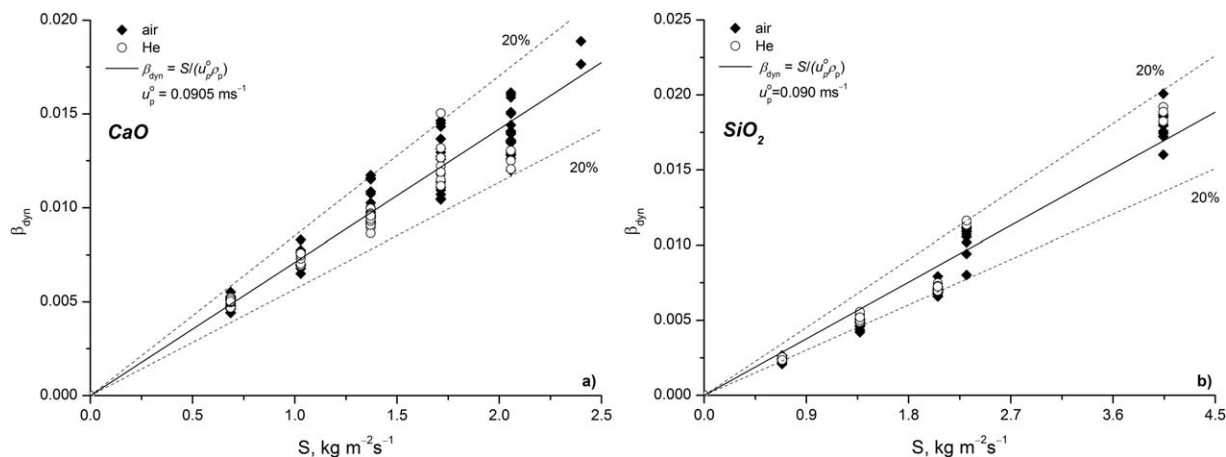 0.020
0.015
0.010
0.005
0.000
β_dyn
air
He
β_dyn = S/(u_p^o ρ_p)
u_p^o = 0.0905 ms⁻¹
CaO
20%
20%
a)
0.0 0.5 1.0 1.5 2.0 2.5
S, kg m⁻²s⁻¹
0.025
0.020
0.015
0.010
0.005
0.000
β_dyn
air
He
β_dyn = S/(u_p^o ρ_p)
u_p^o=0.090 ms⁻¹
SiO₂
20%
20%
b)
0.0 0.9 1.8 2.7 3.6 4.5
S, kg m⁻²s⁻¹